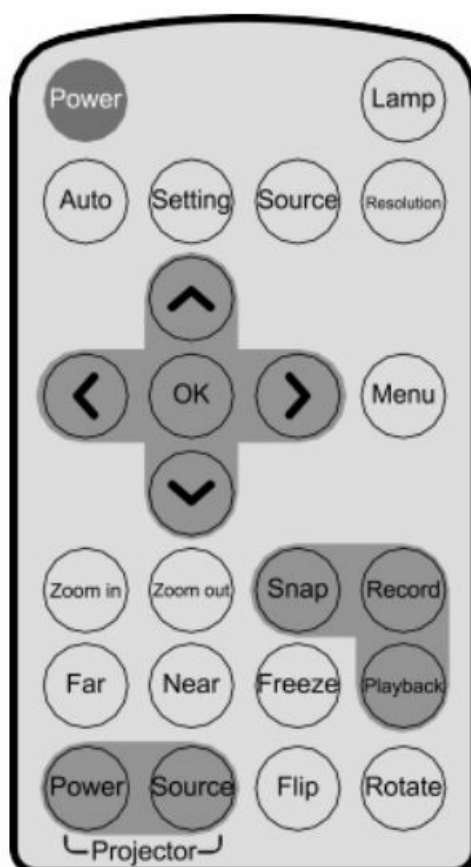 Power Lamp
Auto Setting Source Resolution
OK Menu
Zoom in Zoom out Snap Record
Far Near Freeze Playback
Power Source Flip Rotate
Projector